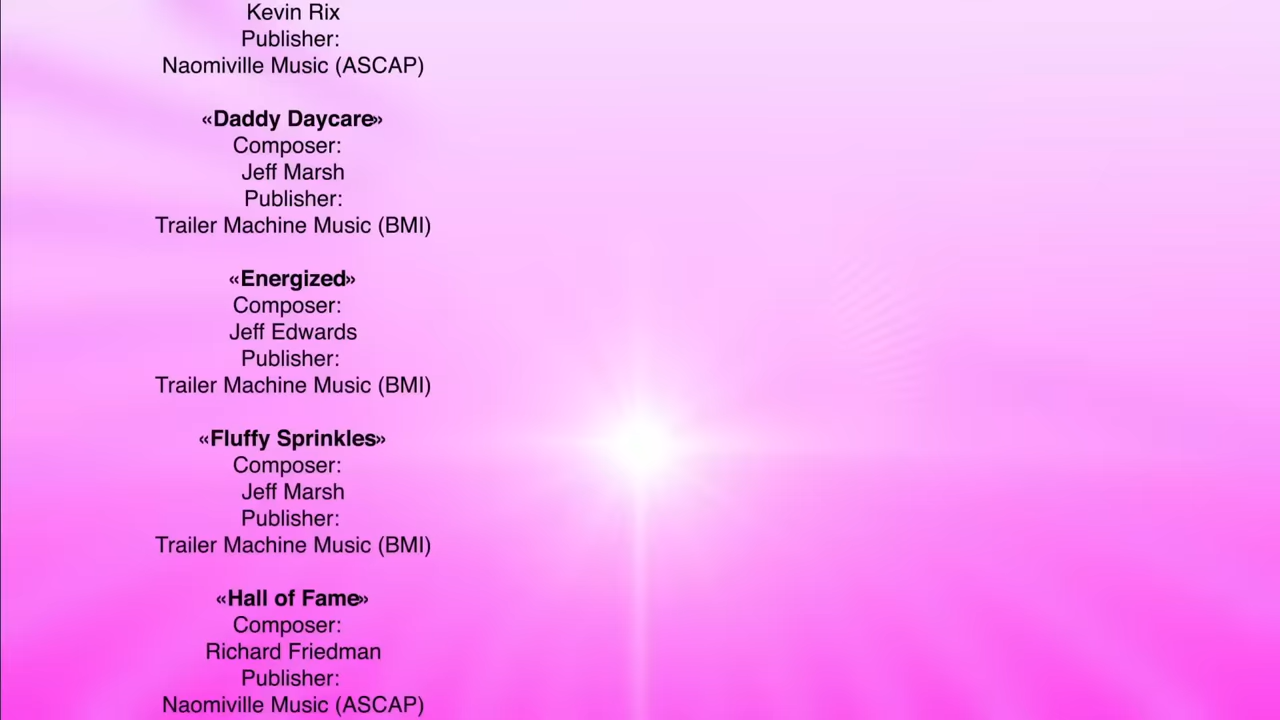 Kevin Rix
Publisher:
Naomiville Music (ASCAP)
«Daddy Daycare»
Composer:
Jeff Marsh
Publisher:
Trailer Machine Music (BMI)
«Energized»
Composer:
Jeff Edwards
Publisher:
Trailer Machine Music (BMI)
«Fluffy Sprinkles»
Composer:
Jeff Marsh
Publisher:
Trailer Machine Music (BMI)
«Hall of Fame»
Composer:
Richard Friedman
Publisher:
Naomiville Music (ASCAP)